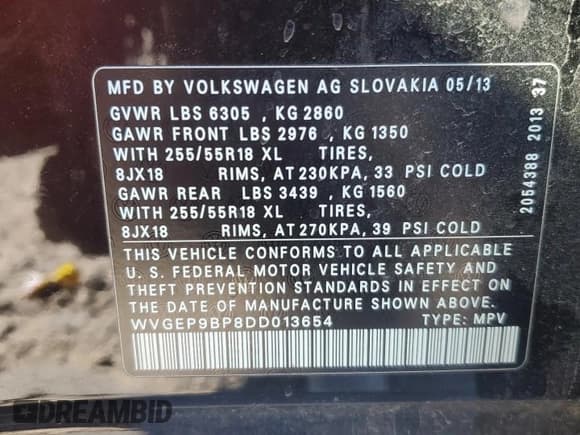 MFD BY VOLKSWAGEN AG SLOVAKIA 05/13
GVWR LBS 6305 , KG 2860
GAWR FRONT LBS 2976 , KG 1350
WITH 255/55R18 XL TIRES,
8JX18 RIMS, AT 230KPA, 33 PSI COLD
GAWR REAR LBS 3439 , KG 1560
WITH 255/55R18 XL TIRES,
8JX18 RIMS, AT 270KPA, 39 PSI COLD
THIS VEHICLE CONFORMS TO ALL APPLICABLE
U. S. FEDERAL MOTOR VEHICLE SAFETY AND
THEFT PREVENTION STANDARDS IN EFFECT ON
THE DATE OF MANUFACTURE SHOWN ABOVE.
WVGEP9BP8DD013654 TYPE: MPV
2054388 2013 37
DREAMBID